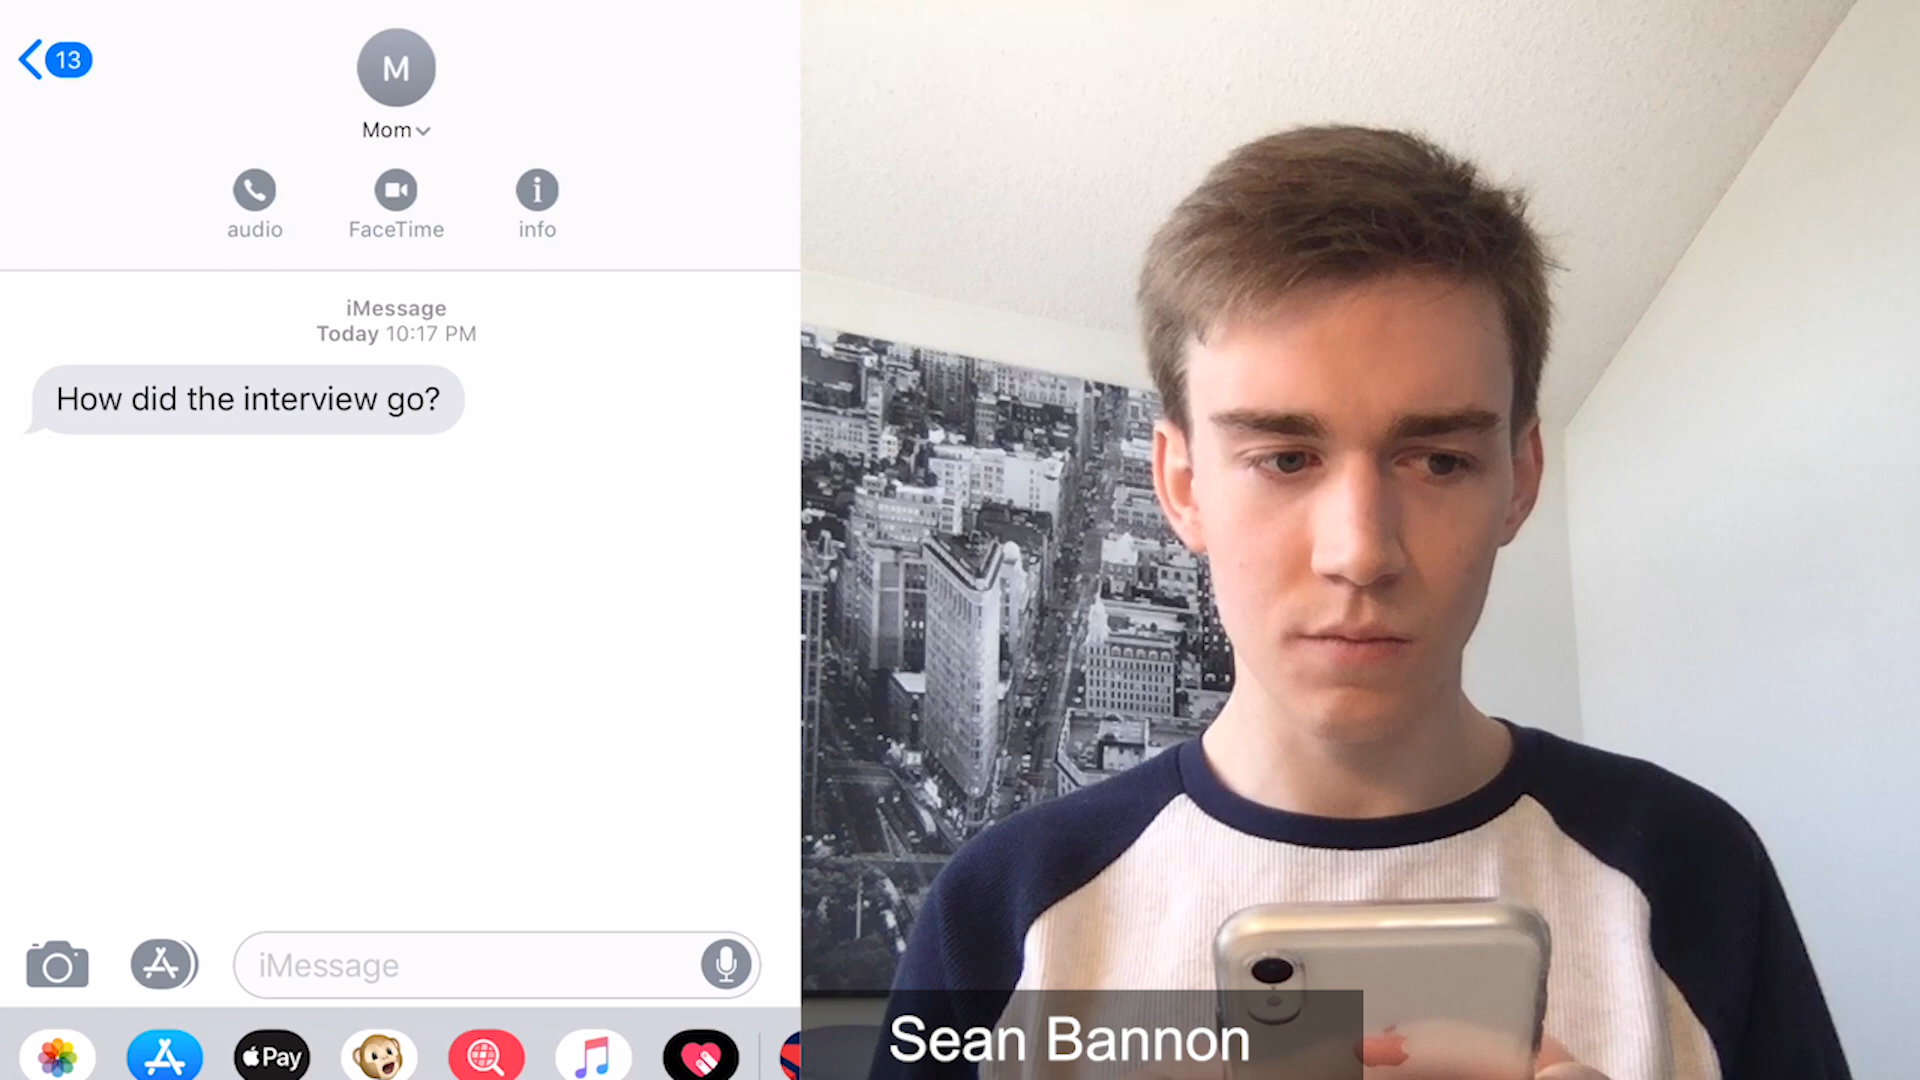 13
M
Mom
audio
FaceTime
info
iMessage
Today 10:17 PM
How did the interview go?
iMessage
Pay
Sean Bannon